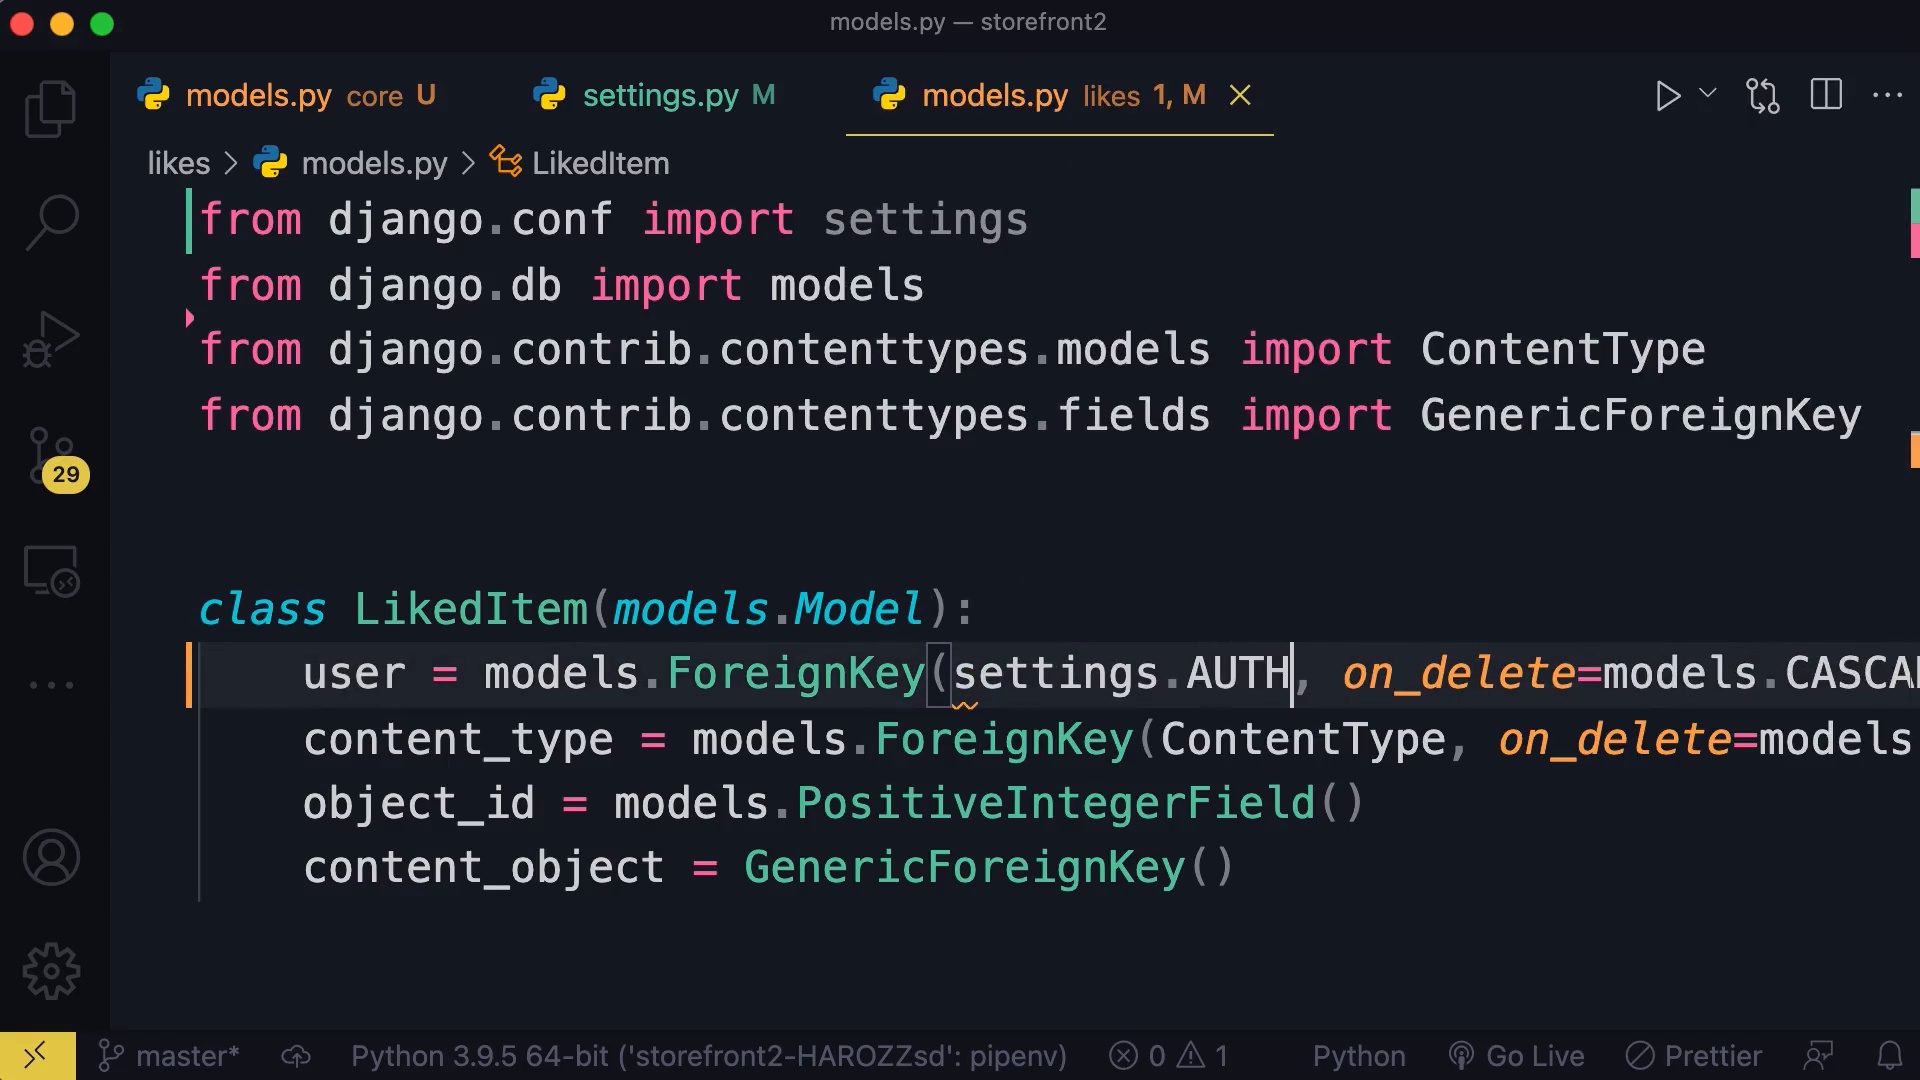 models.py — storefront2
models.py core U settings.py M models.py likes 1, M
likes > models.py > LikedItem
from django.conf import settings
from django.db import models
from django.contrib.contenttypes.models import ContentType
from django.contrib.contenttypes.fields import GenericForeignKey
class LikedItem(models.Model):
user = models.ForeignKey(settings.AUTH, on_delete=models.CASCA
content_type = models.ForeignKey(ContentType, on_delete=models
object_id = models.PositiveIntegerField()
content_object = GenericForeignKey()
29
master* Python 3.9.5 64-bit ('storefront2-HAROZZsd': pipenv) 0 1 Python Go Live Prettier